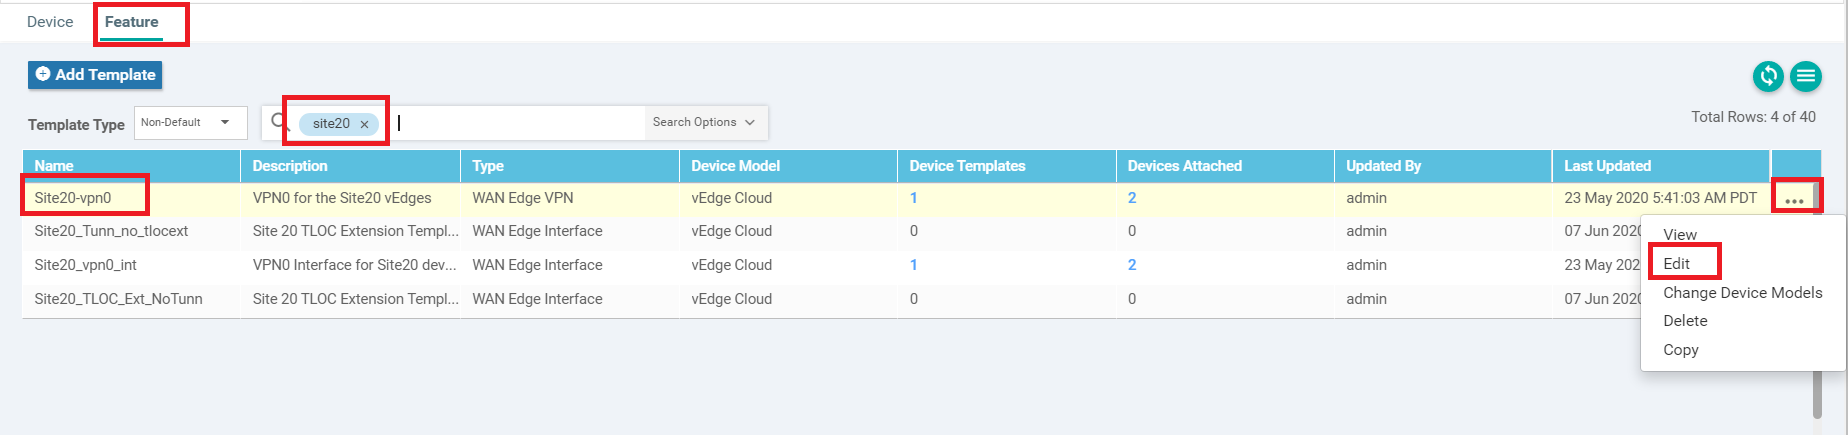 Device Feature
Add Template
Template Type Non-Default site20 × Search Options
Total Rows: 4 of 40
Name Description Type Device Model Device Templates Devices Attached Updated By Last Updated
Site20-vpn0 VPN0 for the Site20 vEdges WAN Edge VPN vEdge Cloud 1 2 admin 23 May 2020 5:41:03 AM PDT ...
Site20_Tunn_no_tlocext Site 20 TLOC Extension Templ... WAN Edge Interface vEdge Cloud 0 0 admin 07 Jun 2020
Site20_vpn0_int VPN0 Interface for Site20 dev... WAN Edge Interface vEdge Cloud 1 2 admin 23 May 202
Site20_TLOC_Ext_NoTunn Site 20 TLOC Extension Templ... WAN Edge Interface vEdge Cloud 0 0 admin 07 Jun 2020
View
Edit
Change Device Models
Delete
Copy